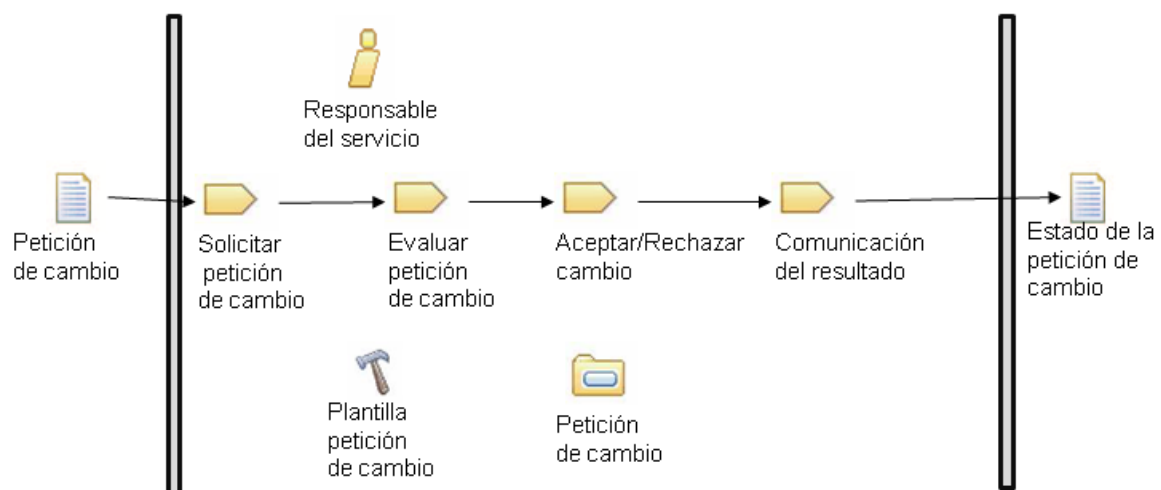 Responsable
del servicio
Petición
de cambio
Solicitar
petición
de cambio
Evaluar
petición
de cambio
Aceptar/Rechazar
cambio
Comunicación
del resultado
Estado de la
petición de
cambio
Plantilla
petición
de cambio
Petición
de cambio